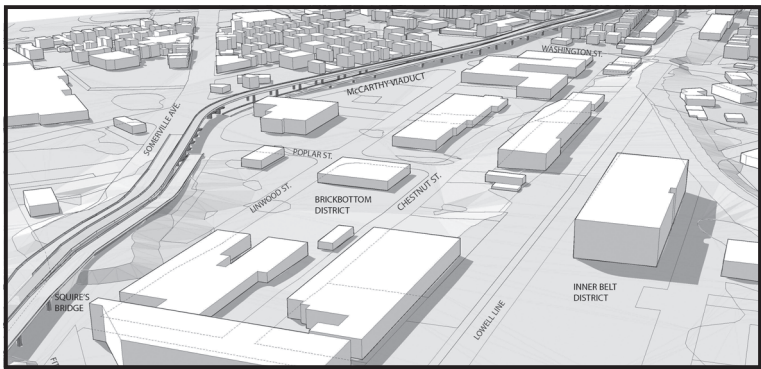 WASHINGTON ST.
McCARTHY VIADUCT
SOMERVILLE AVE.
POPLAR ST.
LINWOOD ST.
CHESTNUT ST.
BRICKBOTTOM
DISTRICT
SQUIRE'S
BRIDGE
INNER BELT
DISTRICT
LOWELL LINE